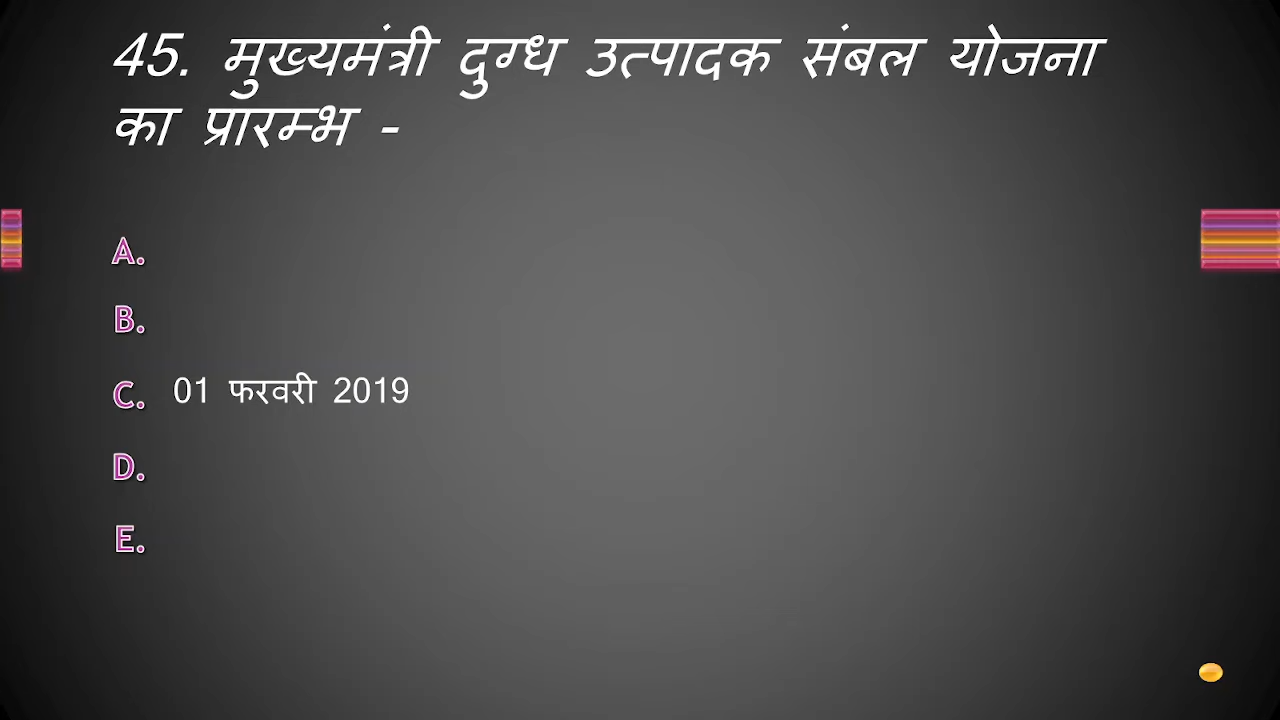 45. मुख्यमंत्री दुग्ध उत्पादक संबल योजना
का प्रारम्भ -
A.
B.
C. 01 फरवरी 2019
D.
E.